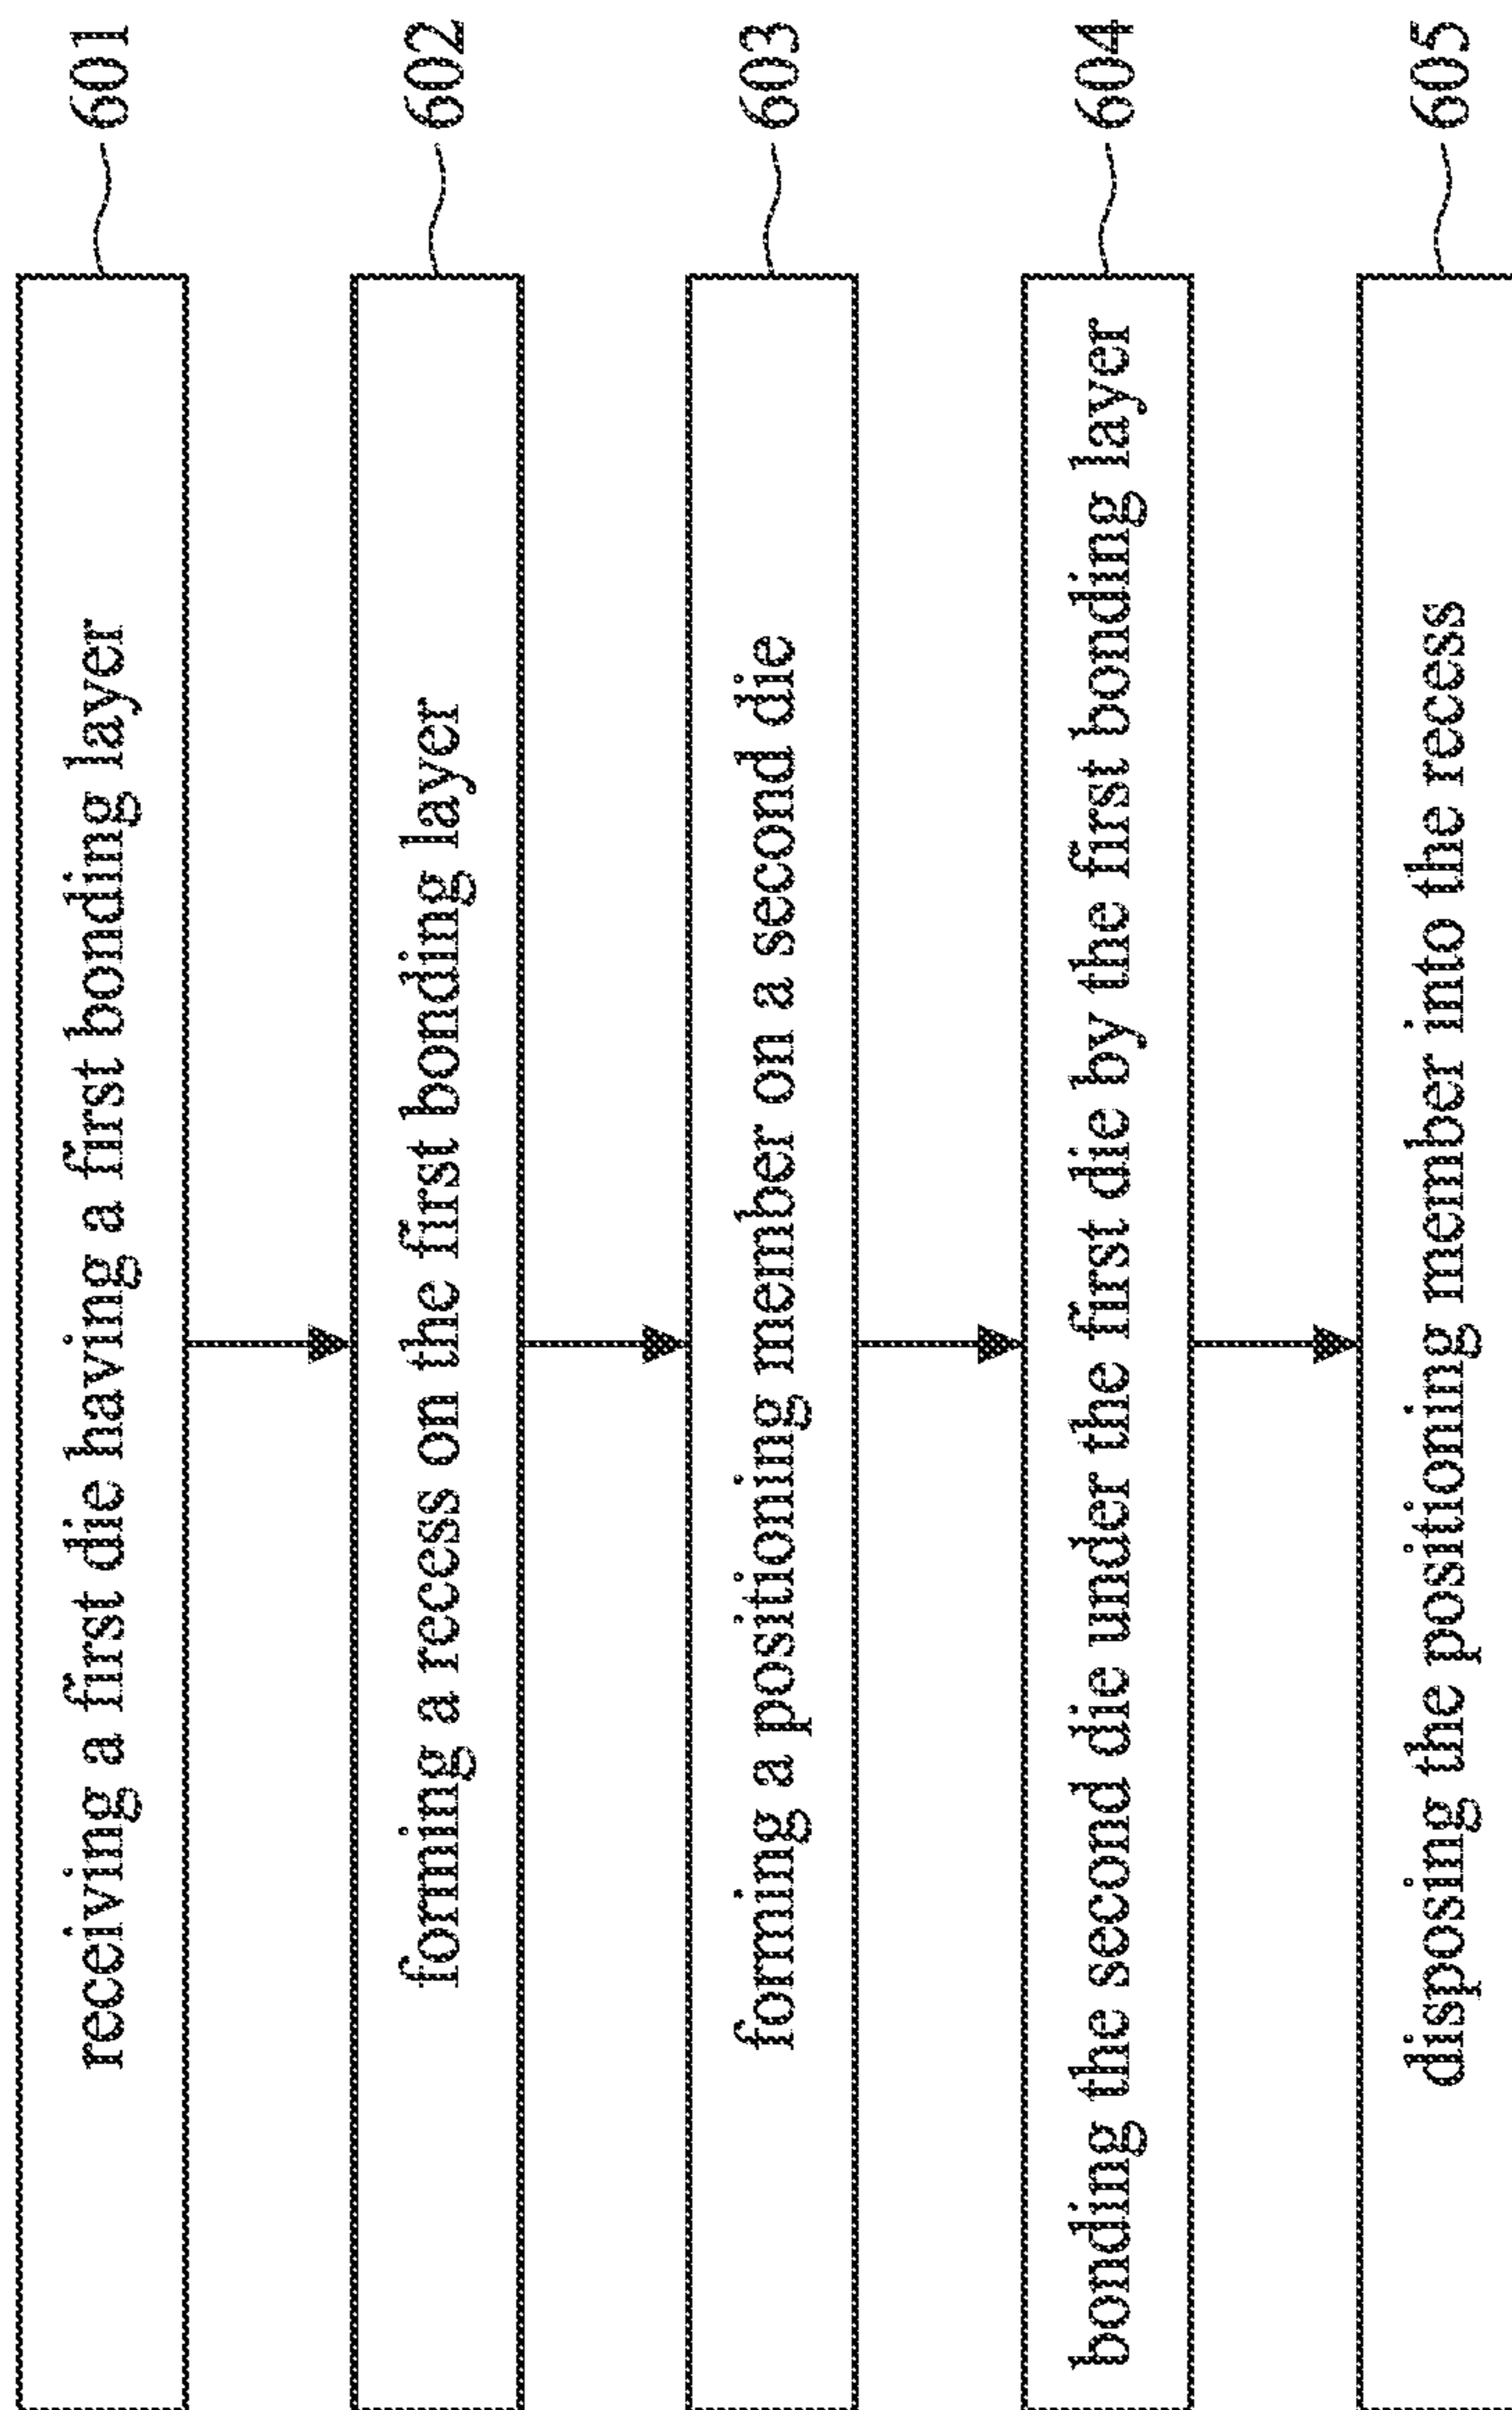 receiving a first die having a first bonding layer 601
forming a recess on the first bonding layer 602
forming a positioning member on a second die 603
bonding the second die under the first die by the first bonding layer 604
disposing the positioning member into the recess 605